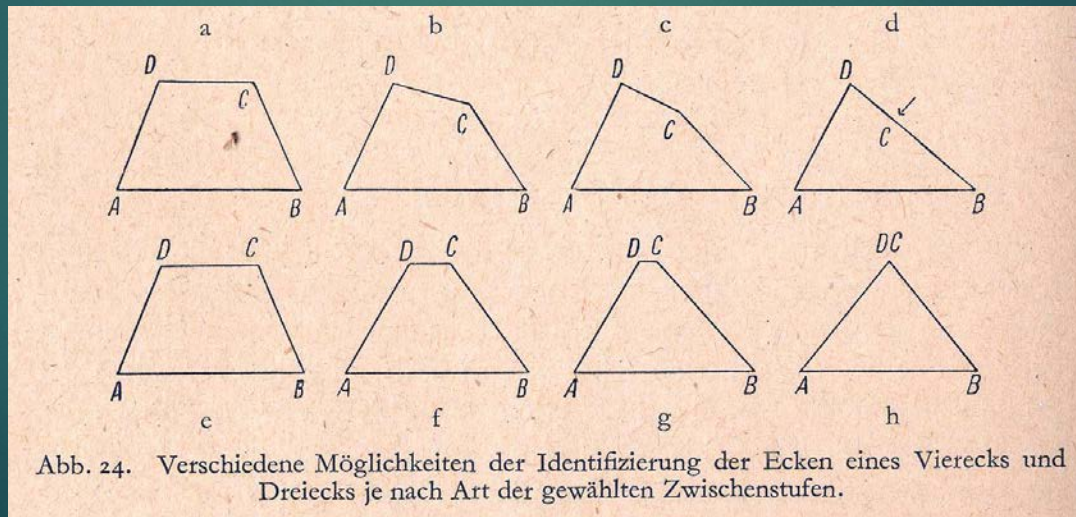 a b c d
D D D D
C C C C
A B A B A B A B
D C D C D C DC
A B A B A B A B
e f g h
Abb. 24. Verschiedene Möglichkeiten der Identifizierung der Ecken eines Vierecks und
Dreiecks je nach Art der gewählten Zwischenstufen.